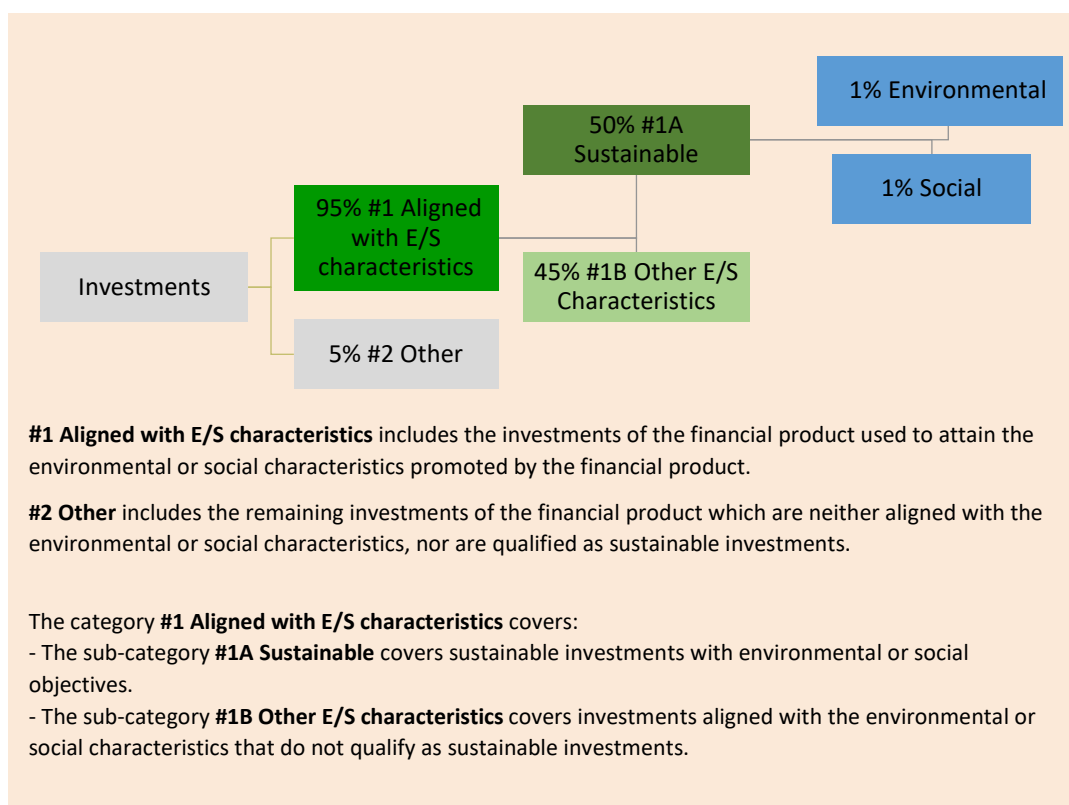 1% Environmental
50% #1A
Sustainable
1% Social
95% #1 Aligned
with E/S
characteristics
45% #1B Other E/S
Characteristics
Investments
5% #2 Other
#1 Aligned with E/S characteristics includes the investments of the financial product used to attain the
environmental or social characteristics promoted by the financial product.
#2 Other includes the remaining investments of the financial product which are neither aligned with the
environmental or social characteristics, nor are qualified as sustainable investments.
The category #1 Aligned with E/S characteristics covers:
- The sub-category #1A Sustainable covers sustainable investments with environmental or social
objectives.
- The sub-category #1B Other E/S characteristics covers investments aligned with the environmental or
social characteristics that do not qualify as sustainable investments.